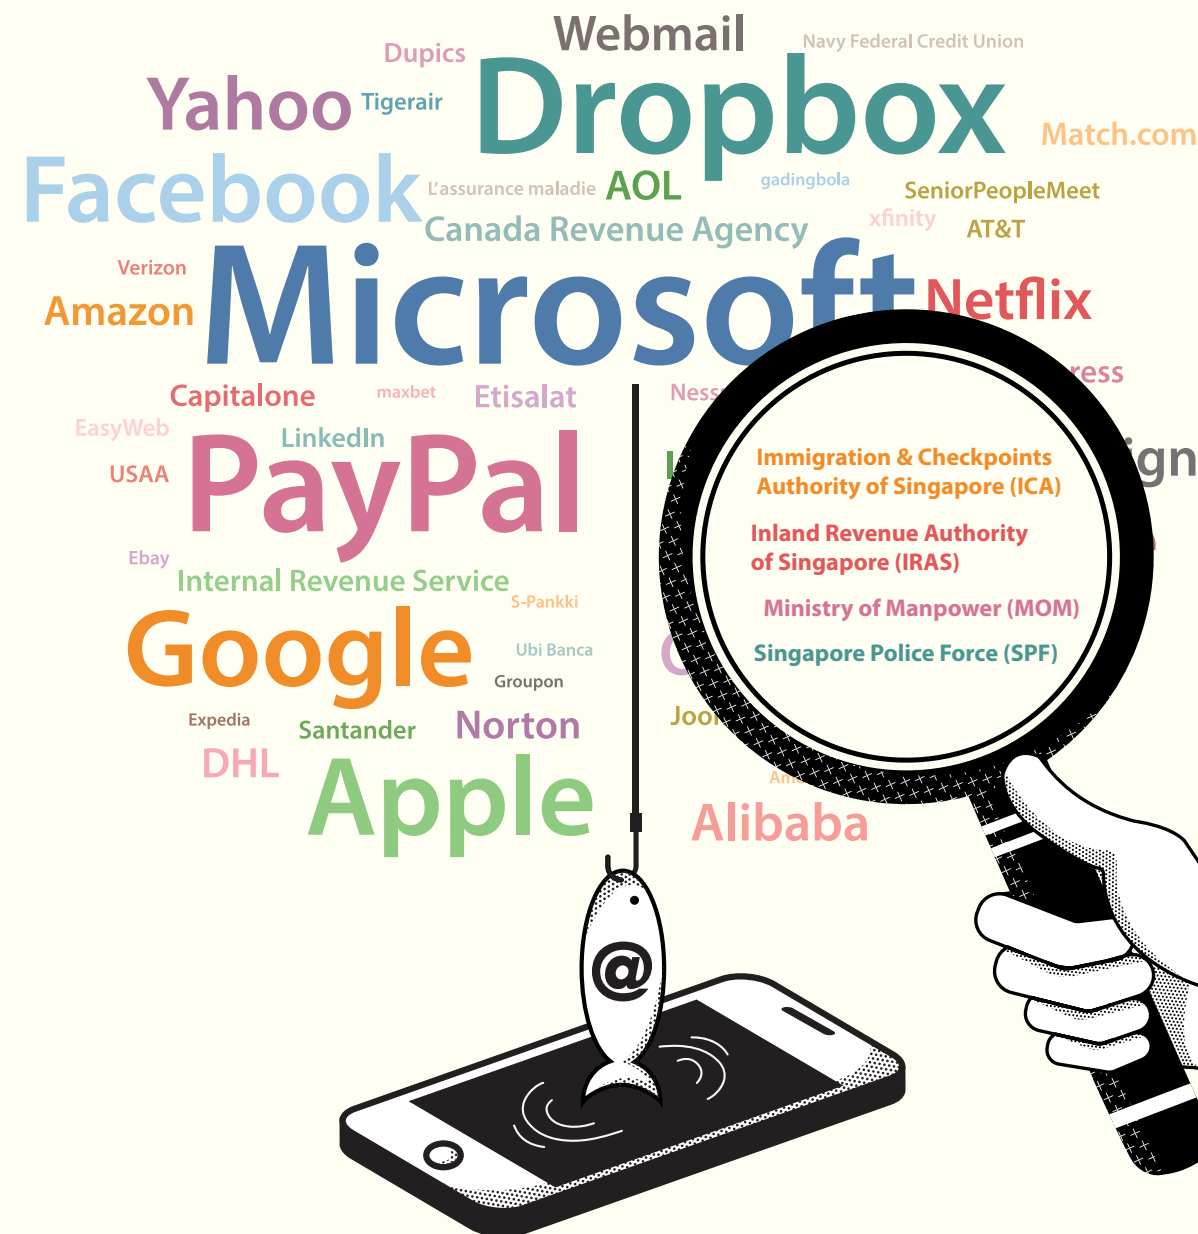 Webmail
Navy Federal Credit Union
Dupics
Yahoo
Tigerair
Dropbox
Match.com
Facebook
L'assurance maladie
AOL
gadingbola
SeniorPeopleMeet
Canada Revenue Agency
xfinity
AT&T
Verizon
Amazon
Microsoft
Netflix
Capitalone
maxbet
Etisalat
EasyWeb
LinkedIn
USAA
PayPal
Immigration & Checkpoints
Authority of Singapore (ICA)
Inland Revenue Authority
of Singapore (IRAS)
Ministry of Manpower (MOM)
Singapore Police Force (SPF)
Ebay
Internal Revenue Service
S-Pankki
Google
Ubi Banca
Groupon
Expedia
Santander
Norton
DHL
Apple
Alibaba
@